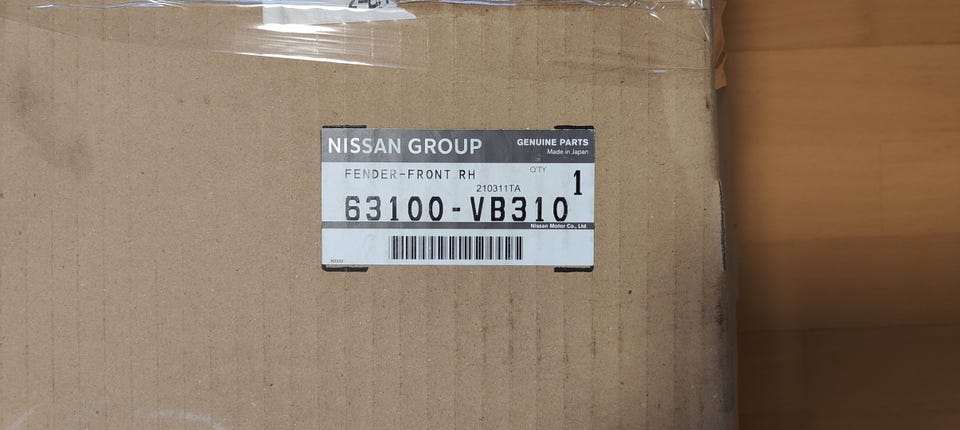 NISSAN GROUP
GENUINE PARTS
Made in Japan
FENDER-FRONT RH
Q'TY
1
210311TA
63100-VB310
Nissan Motor Co., Ltd.